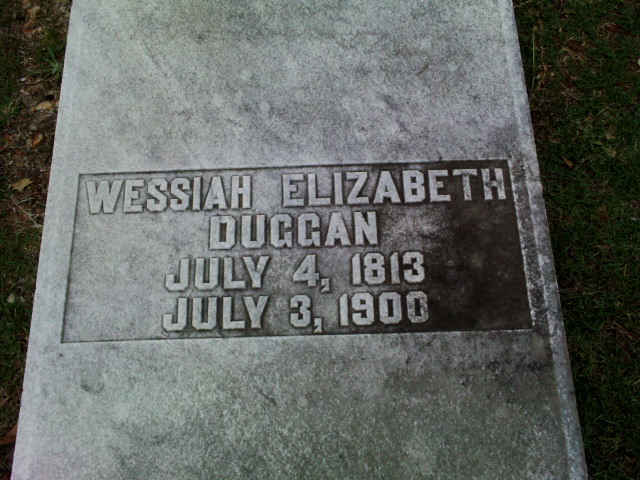 WESSIAH ELIZABETH
DUGGAN
JULY 4, 1813
JULY 3, 1900